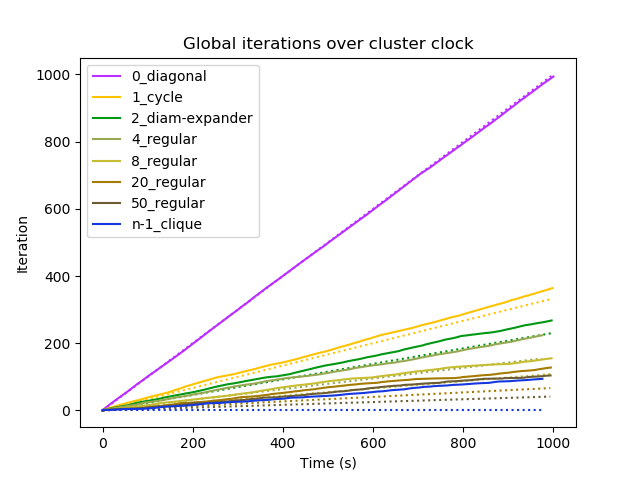 Global iterations over cluster clock
1000
800
600
400
200
0
Iteration
0_diagonal
1_cycle
2_diam-expander
4_regular
8_regular
20_regular
50_regular
n-1_clique
0 200 400 600 800 1000
Time (s)